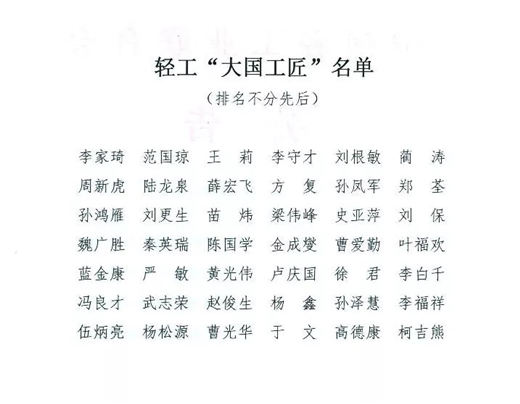 轻工“大国工匠”名单
（排名不分先后）
李家琦 范国琼 王 莉 李守才 刘根敏 蔺 涛
周新虎 陆龙泉 薛宏飞 方 复 孙凤军 郑 荃
孙鸿雁 刘更生 苗 炜 梁伟峰 史亚萍 刘 保
魏广胜 秦英瑞 陈国学 金成燮 曹爱勤 叶福欢
蓝金康 严 敏 黄光伟 卢庆国 徐 君 李白千
冯良才 武志荣 赵俊生 杨 鑫 孙泽慧 李福祥
伍炳亮 杨松源 曹光华 于 文 高德康 柯吉熊